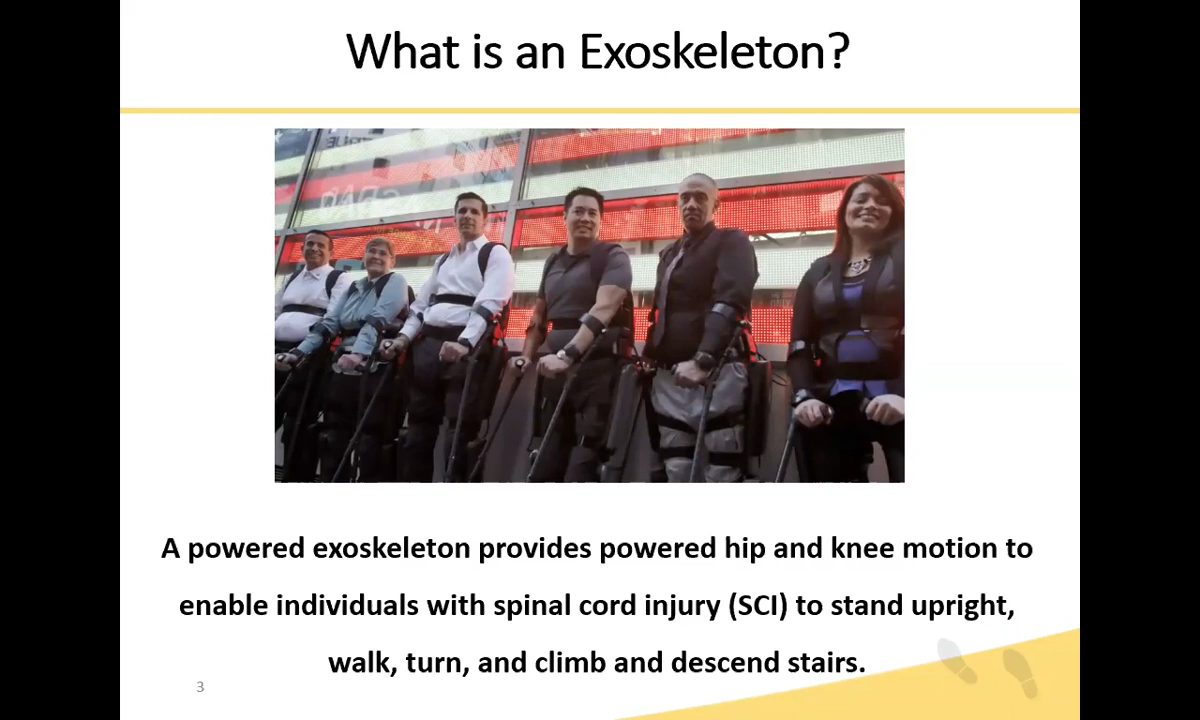 What is an Exoskeleton?
A powered exoskeleton provides powered hip and knee motion to
enable individuals with spinal cord injury (SCI) to stand upright,
walk, turn, and climb and descend stairs.
3